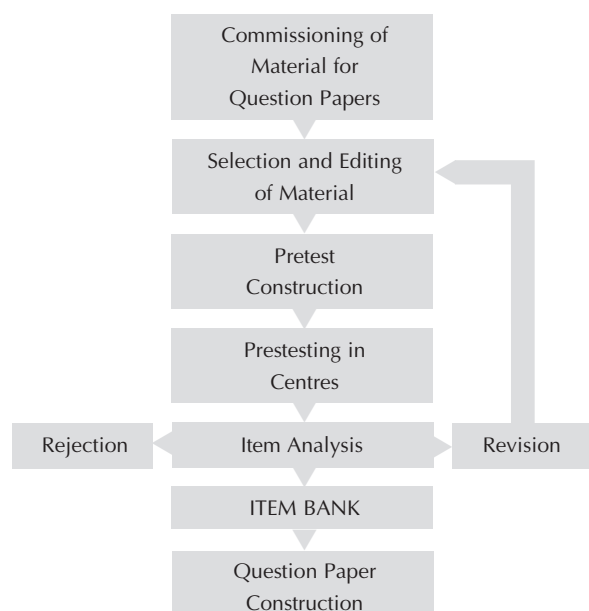 Commissioning of
Material for
Question Papers
Selection and Editing
of Material
Pretest
Construction
Prestesting in
Centres
Rejection
Item Analysis
Revision
ITEM BANK
Question Paper
Construction